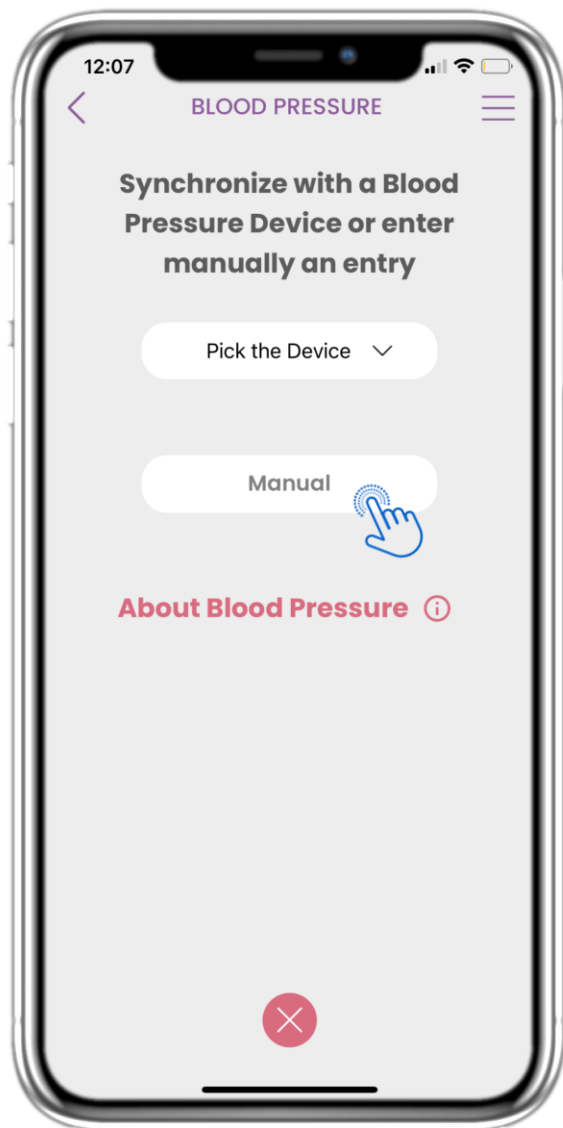 12:07
BLOOD PRESSURE
Synchronize with a Blood
Pressure Device or enter
manually an entry
Pick the Device
Manual
About Blood Pressure